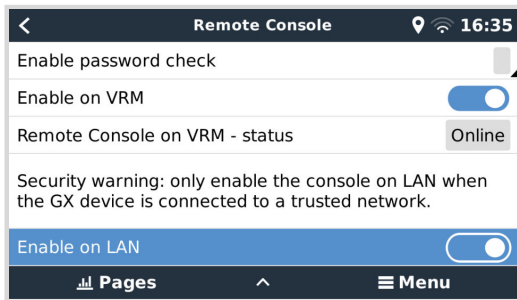 Remote Console 16:35
Enable password check
Enable on VRM
Remote Console on VRM - status Online
Security warning: only enable the console on LAN when
the GX device is connected to a trusted network.
Enable on LAN
Pages Menu